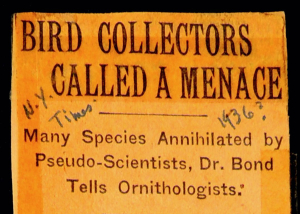 BIRD COLLECTORS
CALLED A MENACE
N.Y.
Times.
1936?
Many Species Annihilated by
Pseudo-Scientists, Dr. Bond
Tells Ornithologists.